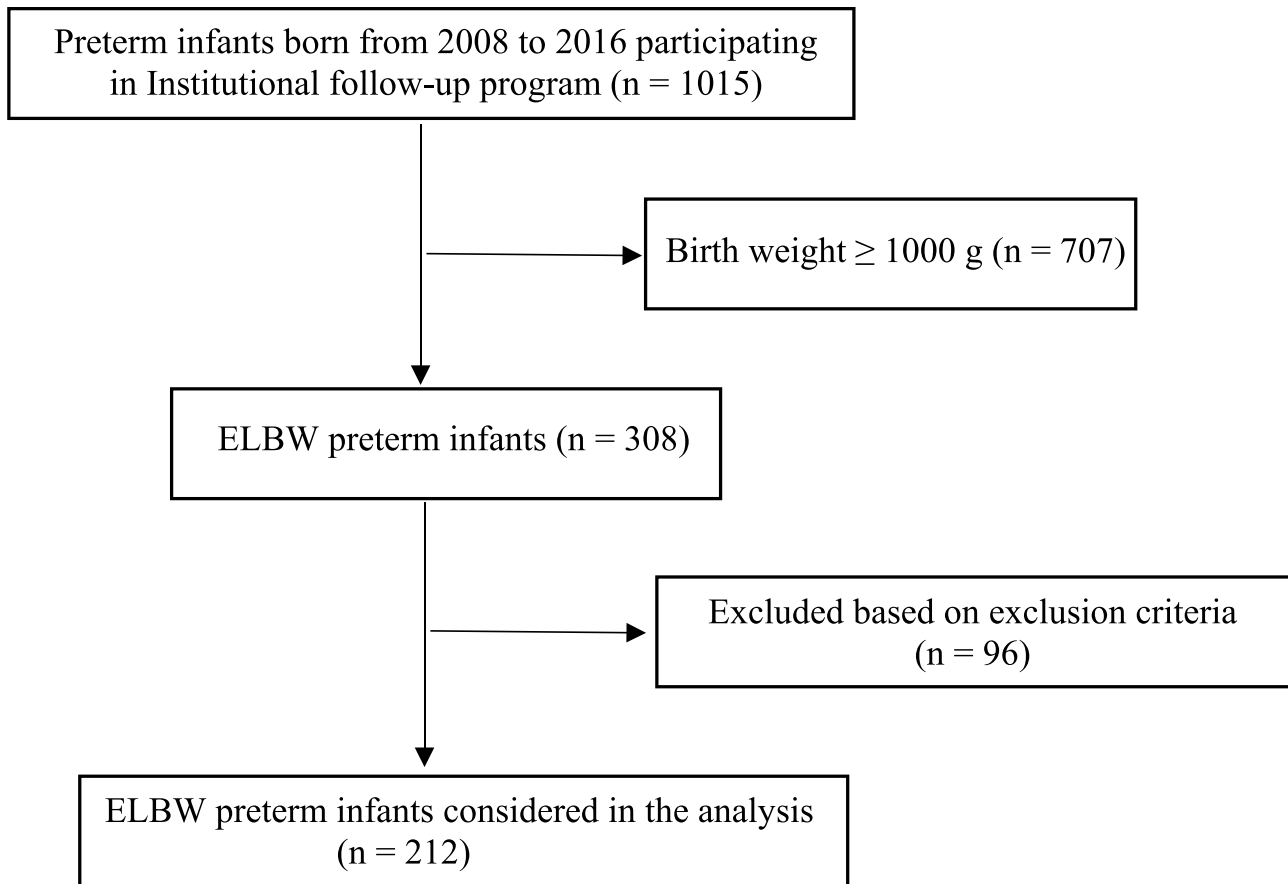 Preterm infants born from 2008 to 2016 participating
in Institutional follow-up program (n = 1015)
Birth weight ≥ 1000 g (n = 707)
ELBW preterm infants (n = 308)
Excluded based on exclusion criteria
(n = 96)
ELBW preterm infants considered in the analysis
(n = 212)